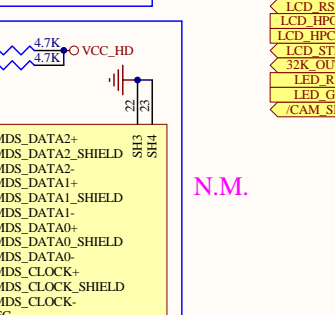 LCD_RS
LCD_HPO
LCD_HPC
LCD_ST
32K_OU
LED_R
LED_G
/CAM_S
4.7K
4.7K
VCC_HD
22
23
SH3
SH4
MDS_DATA2+
MDS_DATA2_SHIELD
MDS_DATA2-
MDS_DATA1+
MDS_DATA1_SHIELD
MDS_DATA1-
MDS_DATA0+
MDS_DATA0_SHIELD
MDS_DATA0-
MDS_CLOCK+
MDS_CLOCK_SHIELD
MDS_CLOCK-
N.M.